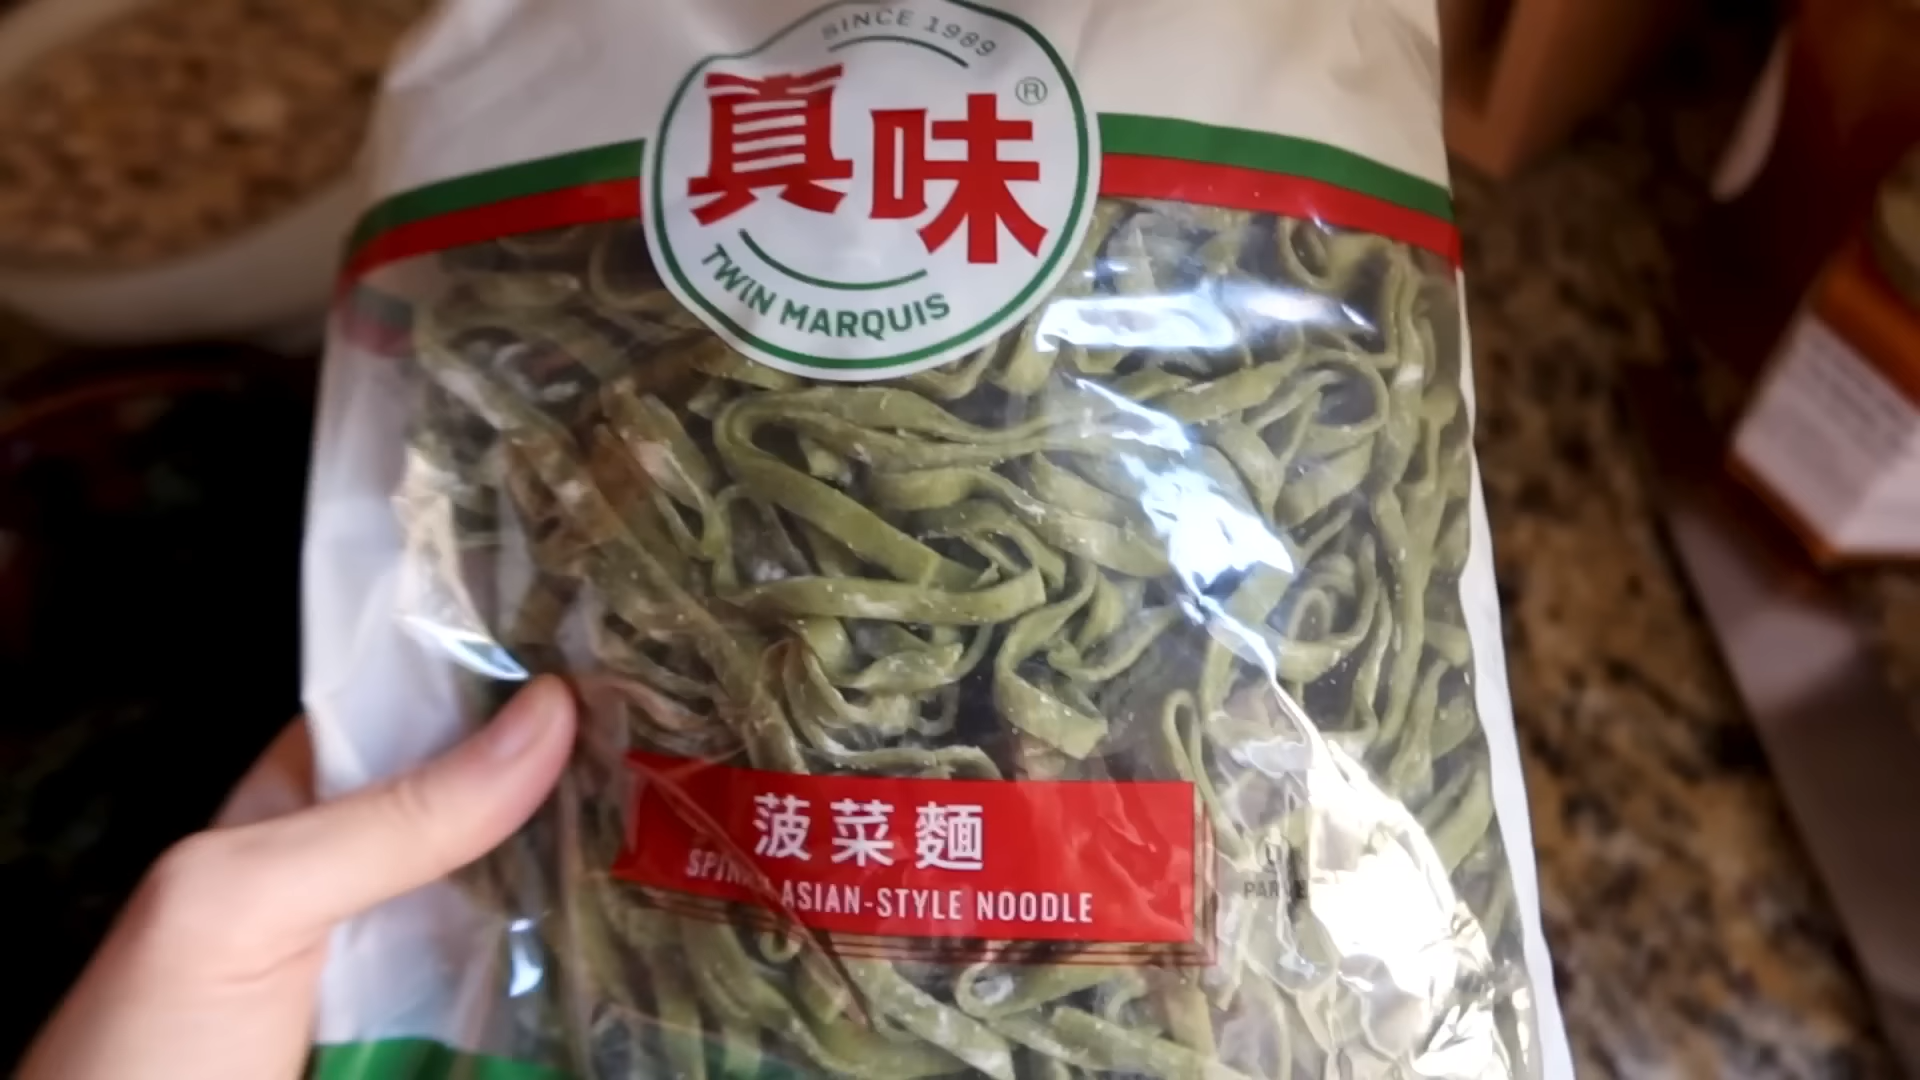 SINCE 1989
真味®
TWIN MARQUIS
菠菜麵
ASIAN-STYLE NOODLE